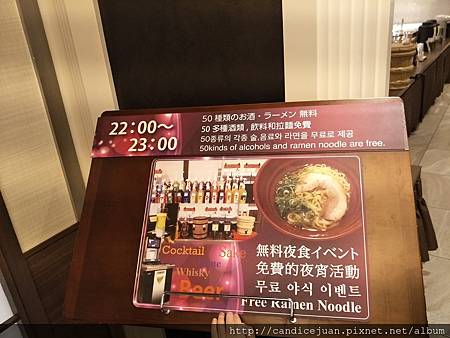 22:00～
23:00
50 種類のお酒・ラーメン 無料
50 多種酒類，飲料和拉麵免費
50종류의 각종 술,음료와 라면을 무료로 제공
50kinds of alcohols and ramen noodle are free.
Cocktail Sake
Whisky
Beer
無料夜食イベント
免費的夜宵活動
무료 야식 이벤트
Free Ramen Noodle
http://candicejuan.pixnet.net/album